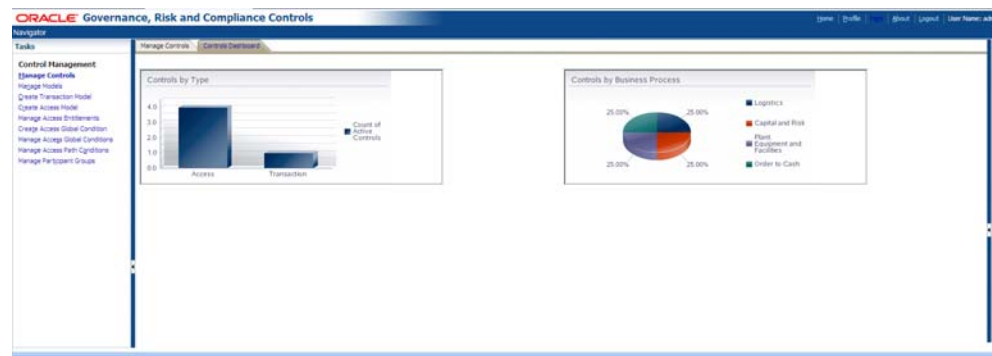 ORACLE Governance, Risk and Compliance Controls
Home Profile About Logout User Name: adm
Navigator
Tasks
Manage Controls Controls Dashboard
Control Management
Manage Controls
Manage Models
Create Transaction Model
Create Access Model
Manage Access Entitlements
Create Access Global Condition
Manage Access Global Conditions
Manage Access Path Conditions
Manage Participant Groups
Controls by Type
4.0
3.0
2.0
1.0
0.0
Access Transaction
Count of
Active
Controls
Controls by Business Process
25.00% 25.00%
25.00% 25.00%
Logistics
Capital and Risk
Plant
Equipment and
Facilities
Order to Cash